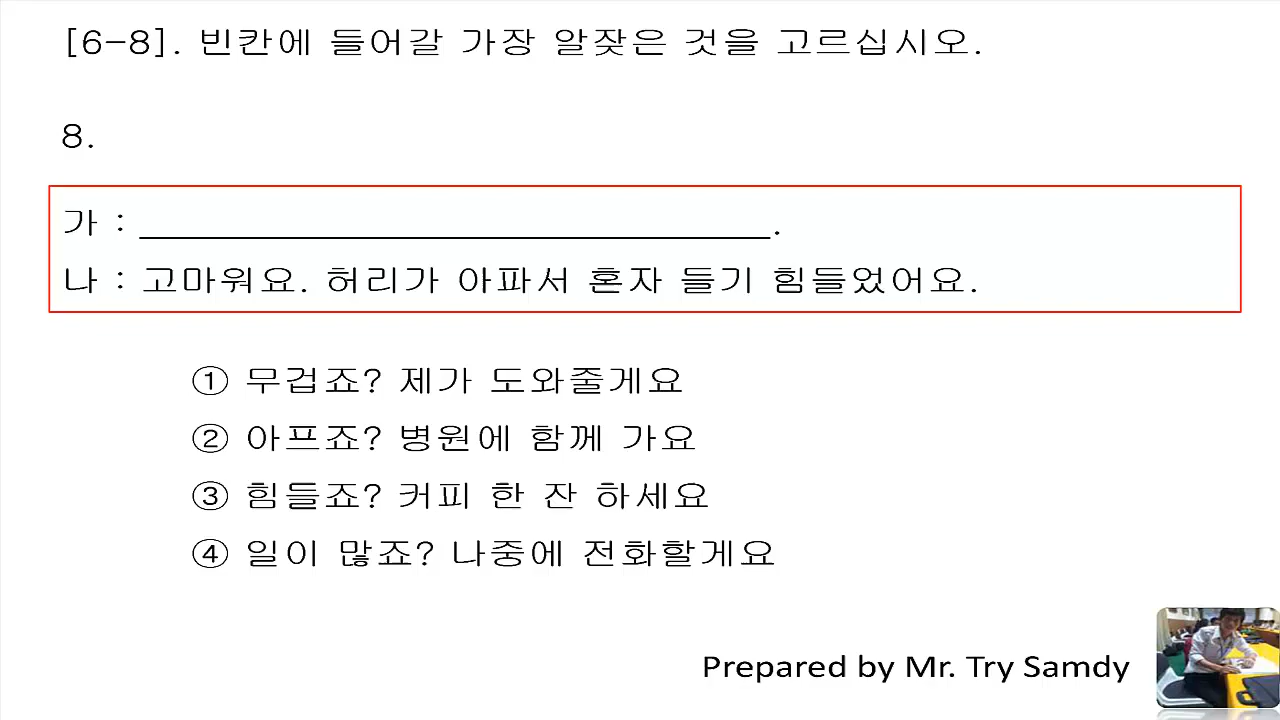 [6-8]. 빈칸에 들어갈 가장 알잦은 것을 고르십시오.
8.
가 : ________________________________.
나 : 고마워요. 허리가 아파서 혼자 들기 힘들었어요.
① 무겁죠? 제가 도와줄게요
② 아프죠? 병원에 함께 가요
③ 힘들죠? 커피 한 잔 하세요
④ 일이 많죠? 나중에 전화할게요
Prepared by Mr. Try Samdy